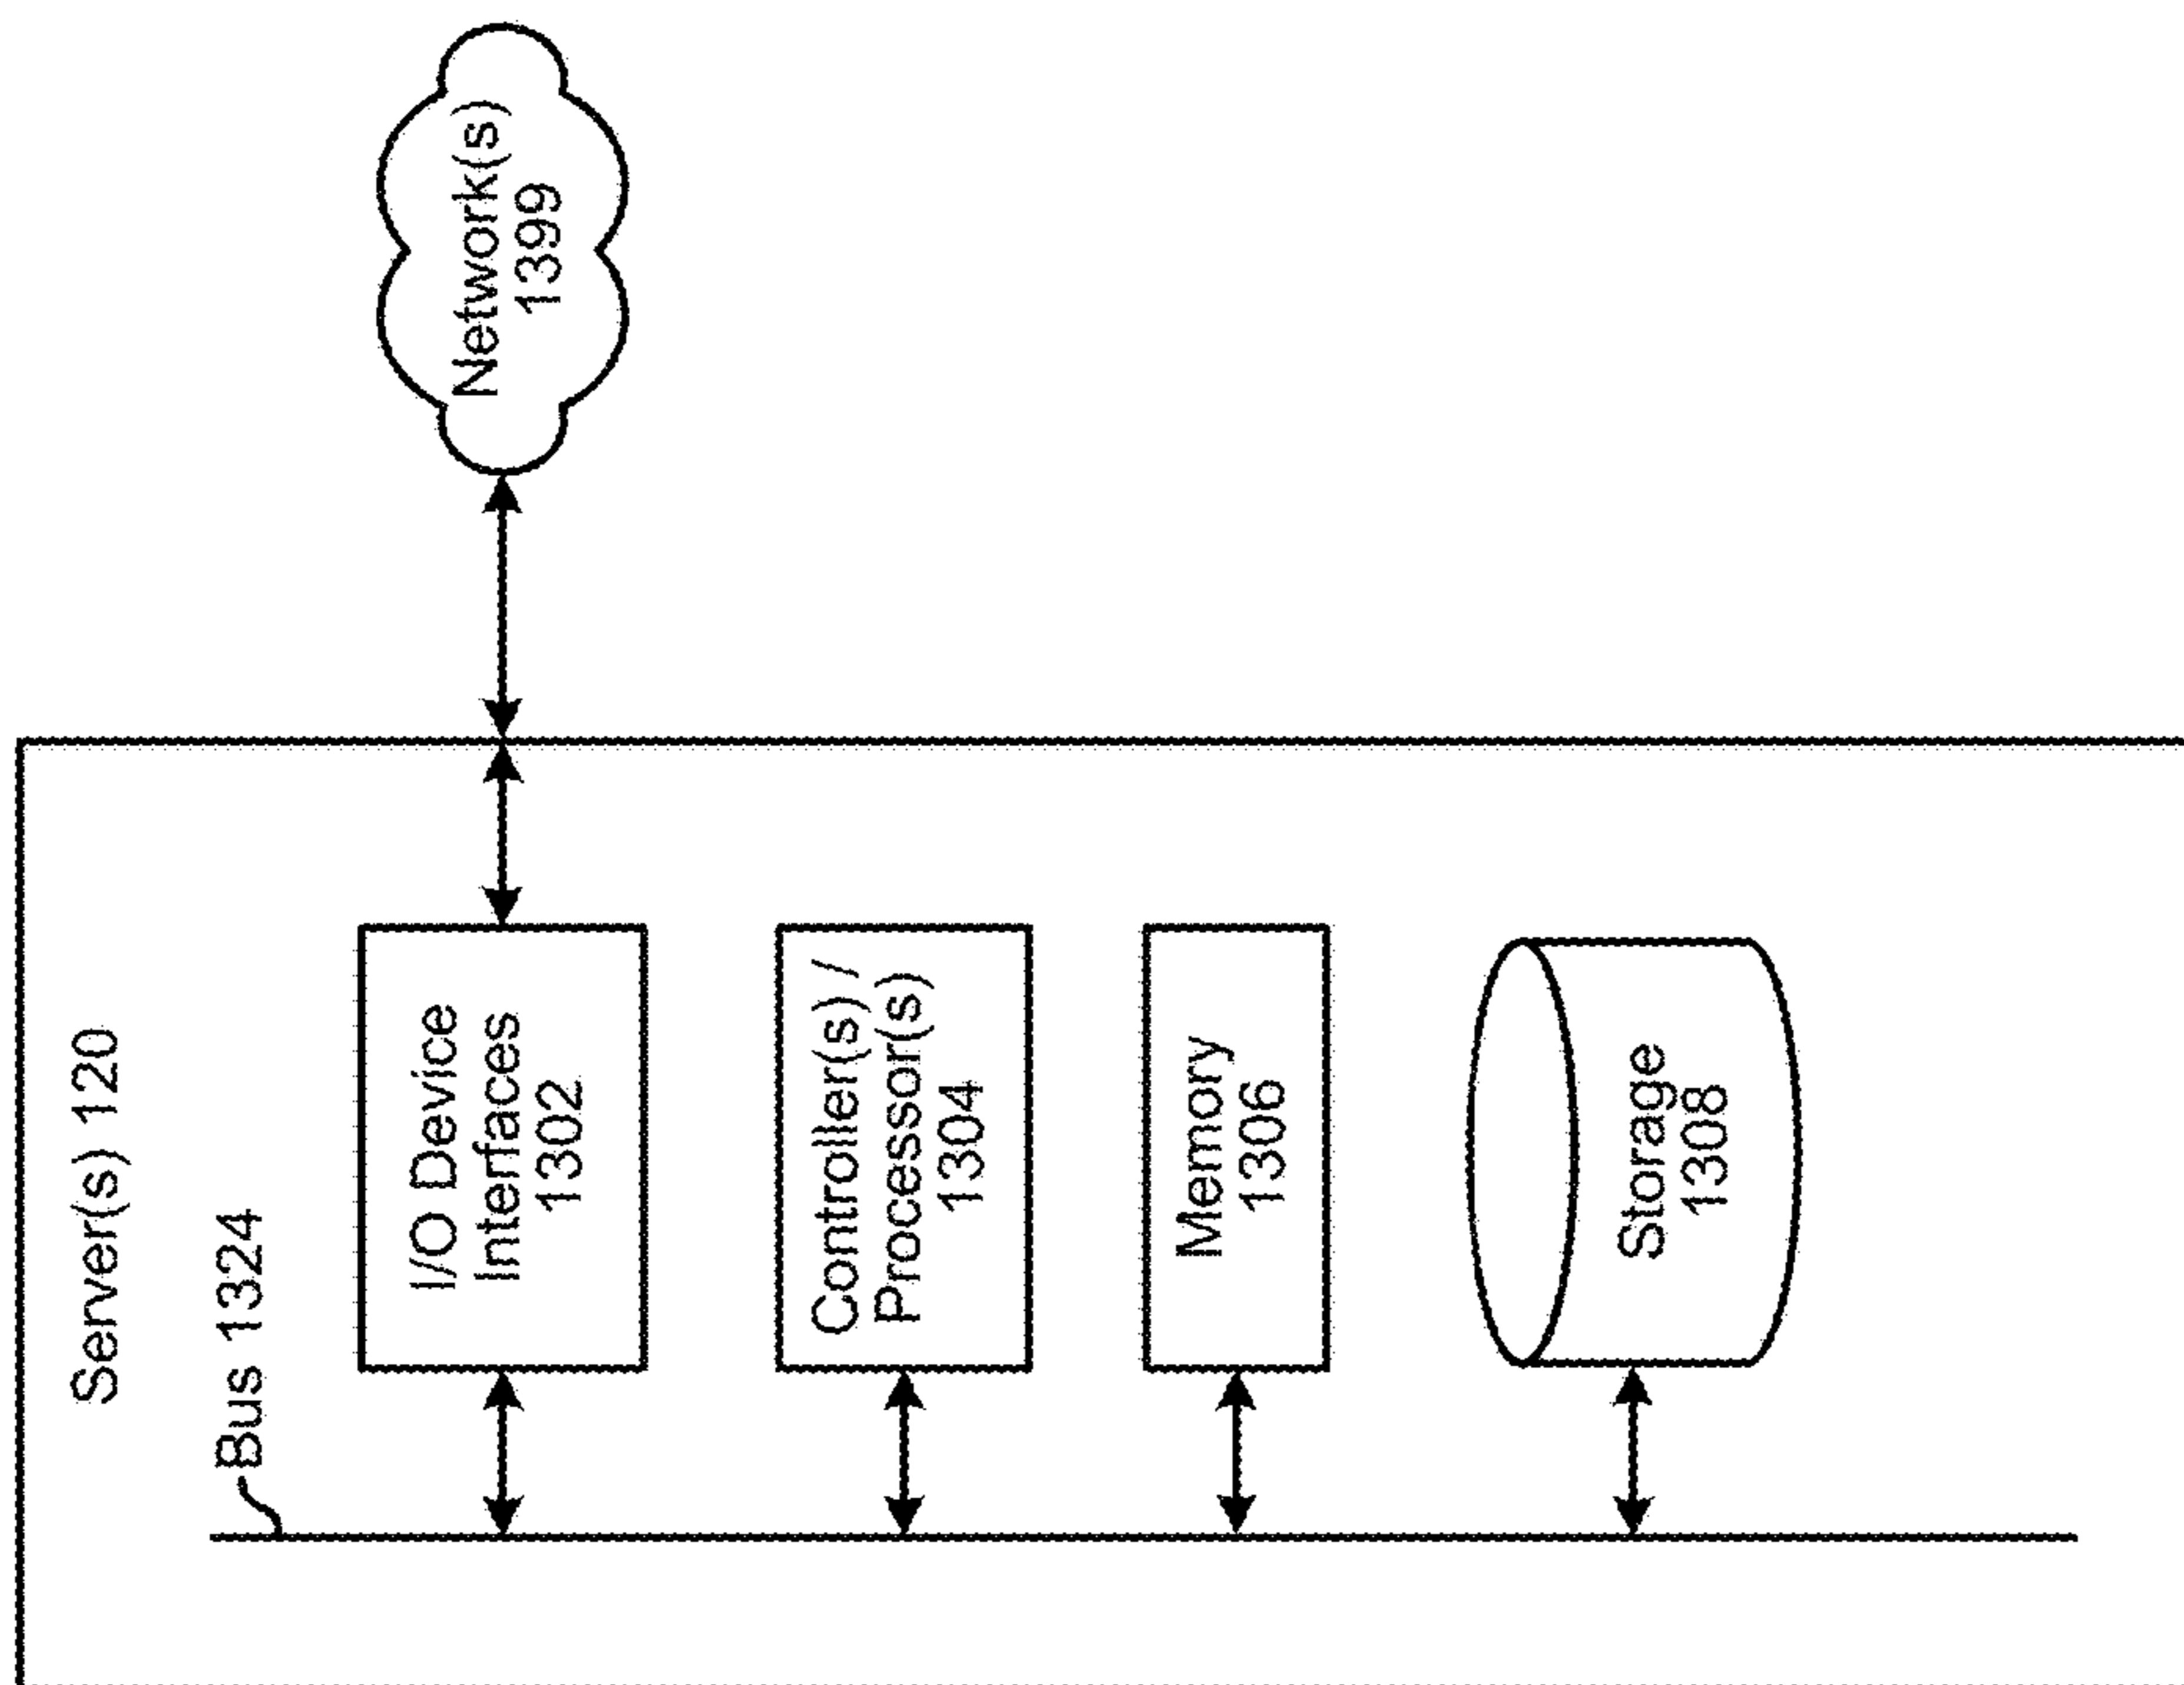 Server(s) 120
Bus 1324
I/O Device
Interfaces
1302
Network(s)
1399
Controller(s) /
Processor(s)
1304
Memory
1306
Storage
1308